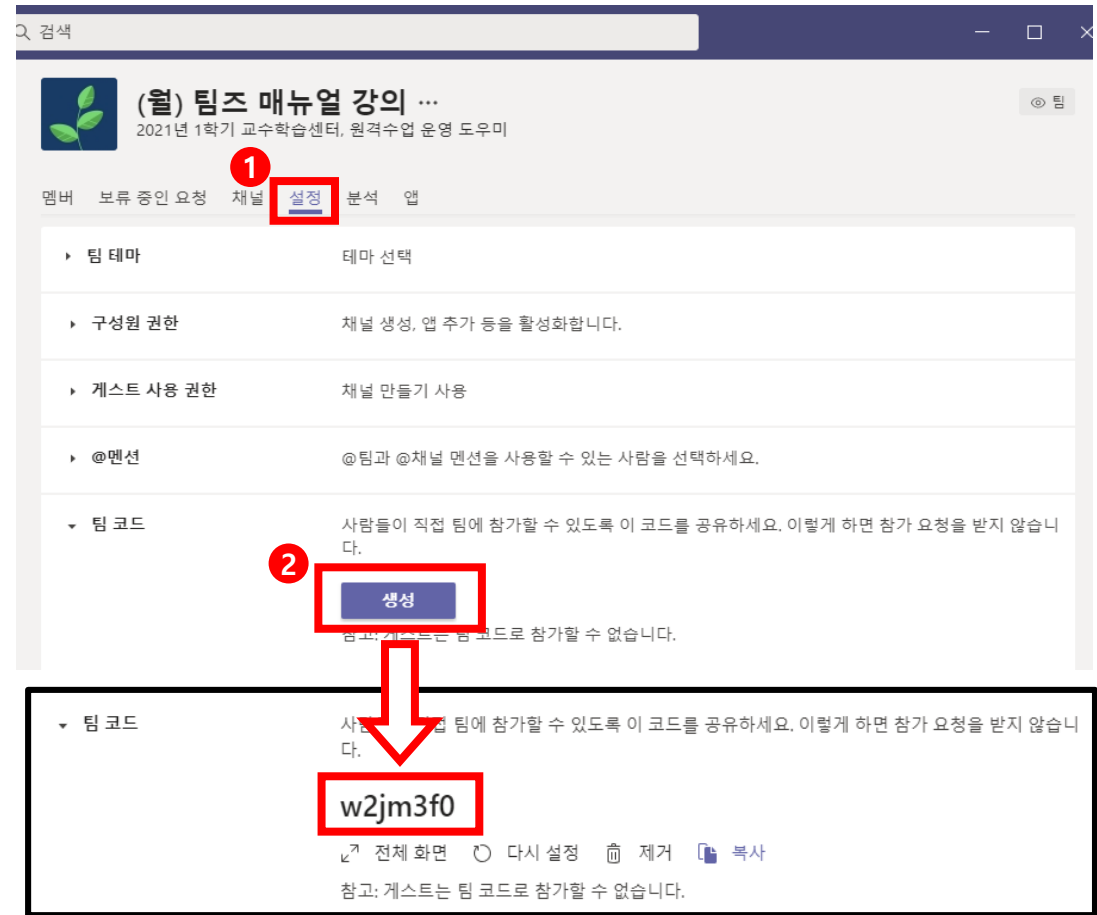 검색
(월) 팀즈 매뉴얼 강의 ···
팀
2021년 1학기 교수학습센터, 원격수업 운영 도우미
1
멤버 보류 중인 요청 채널 설정 분석 앱
팀 테마 테마 선택
구성원 권한 채널 생성, 앱 추가 등을 활성화합니다.
게스트 사용 권한 채널 만들기 사용
@멘션 @팀과 @채널 멘션을 사용할 수 있는 사람을 선택하세요.
팀 코드 사람들이 직접 팀에 참가할 수 있도록 이 코드를 공유하세요. 이렇게 하면 참가 요청을 받지 않습니
다.
2
생성
참고: 게스트는 팀 코드로 참가할 수 없습니다.
팀 코드 팀에 참가할 수 있도록 이 코드를 공유하세요. 이렇게 하면 참가 요청을 받지 않습니
다.
w2jm3f0
전체 화면 다시 설정 제거 복사
참고: 게스트는 팀 코드로 참가할 수 없습니다.